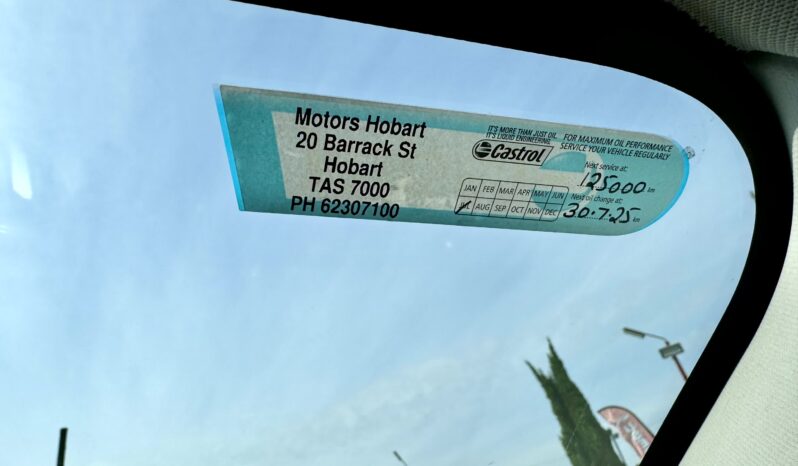 Motors Hobart
20 Barrack St
Hobart
TAS 7000
PH 62307100
IT'S MORE THAN JUST OIL.
IT'S LIQUID ENGINEERING.
Castrol
FOR MAXIMUM OIL PERFORMANCE
SERVICE YOUR VEHICLE REGULARLY
Next service at:
125000 km
Next oil change at:
30.7.25 km
JAN FEB MAR APR MAY JUN
JUL AUG SEP OCT NOV DEC